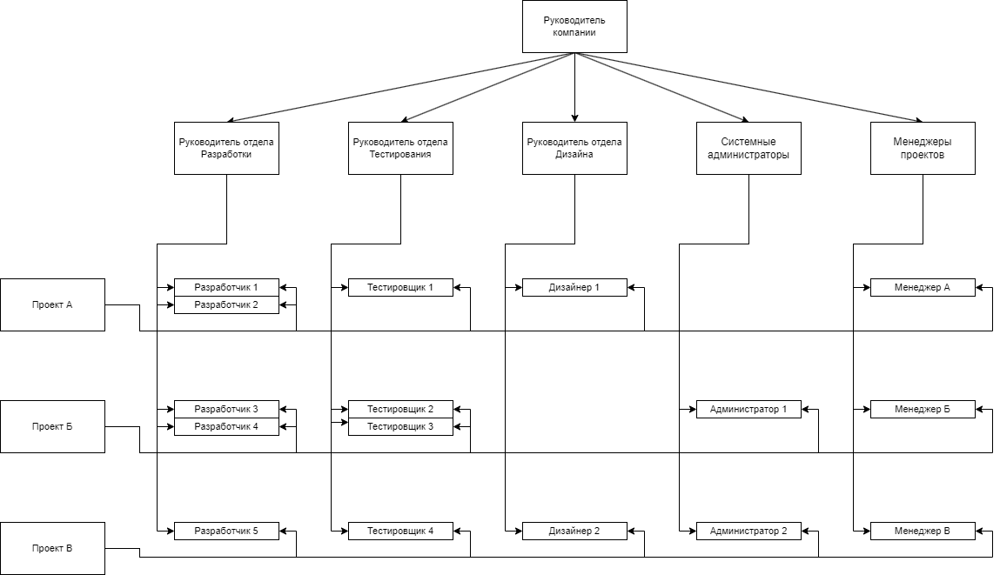 Руководитель
компании
Руководитель отдела
Разработки
Руководитель отдела
Тестирования
Руководитель отдела
Дизайна
Системные
администраторы
Менеджеры
проектов
Проект А
Разработчик 1
Разработчик 2
Тестировщик 1
Дизайнер 1
Менеджер А
Проект Б
Разработчик 3
Разработчик 4
Тестировщик 2
Тестировщик 3
Администратор 1
Менеджер Б
Проект В
Разработчик 5
Тестировщик 4
Дизайнер 2
Администратор 2
Менеджер В